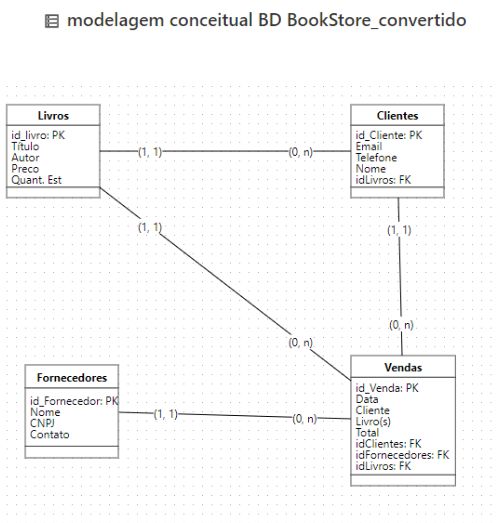 modelagem conceitual BD BookStore_convertido
Livros
id_livro: PK
Título
Autor
Preco
Quant. Est
(1, 1)
(0, n)
Clientes
id_Cliente: PK
Email
Telefone
Nome
idLivros: FK
(1, 1)
(1, 1)
(0, n)
(0, n)
Fornecedores
id_Fornecedor: PK
Nome
CNPJ
Contato
(1, 1)
(0, n)
Vendas
id_Venda: PK
Data
Cliente
Livro(s)
Total
idClientes: FK
idFornecedores: FK
idLivros: FK